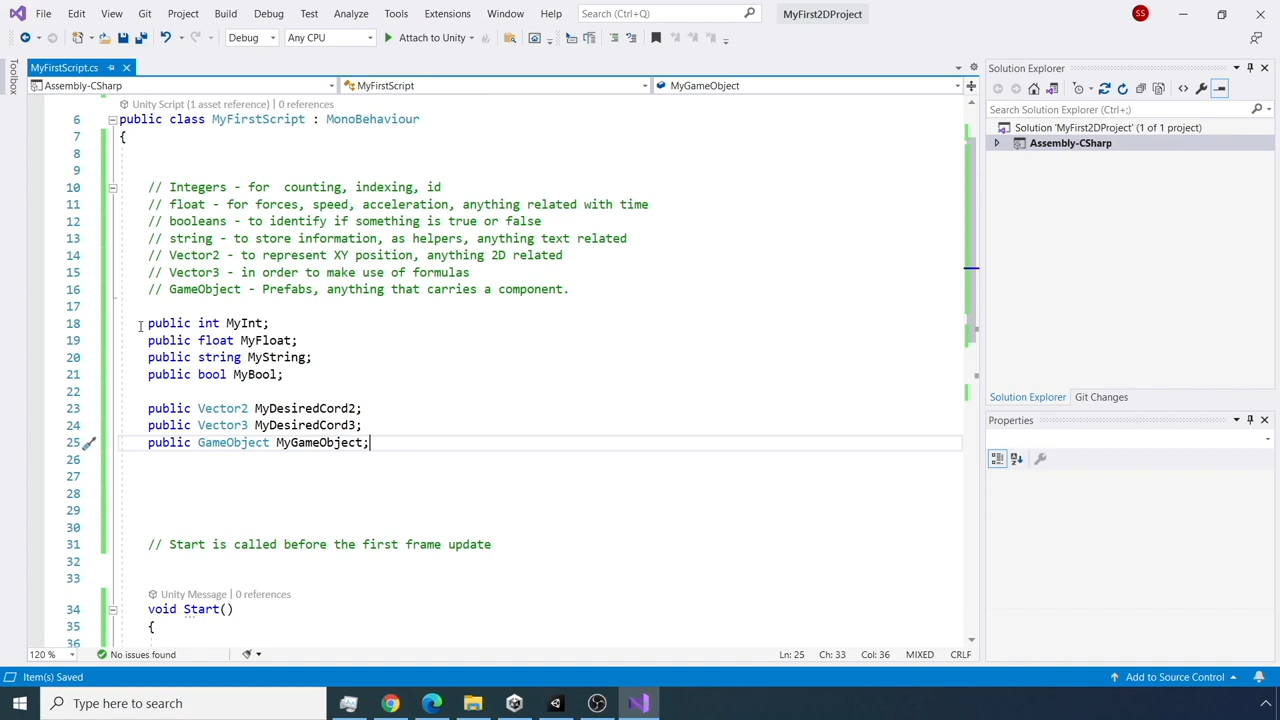 File Edit View Git Project Build Debug Test Analyze Tools Extensions Window Help Search (Ctrl+Q) MyFirst2DProject SS
Debug Any CPU Attach to Unity
Toolbox
MyFirstScript.cs
Assembly-CSharp MyFirstScript MyGameObject
Unity Script (1 asset reference) | 0 references
6 public class MyFirstScript : MonoBehaviour
7 {
8
9
10 // Integers - for  counting, indexing, id
11 // float - for forces, speed, acceleration, anything related with time
12 // booleans - to identify if something is true or false
13 // string - to store information, as helpers, anything text related
14 // Vector2 - to represent XY position, anything 2D related
15 // Vector3 - in order to make use of formulas
16 // GameObject - Prefabs, anything that carries a component.
17
18 public int MyInt;
19 public float MyFloat;
20 public string MyString;
21 public bool MyBool;
22
23 public Vector2 MyDesiredCord2;
24 public Vector3 MyDesiredCord3;
25 public GameObject MyGameObject;
26
27
28
29
30
31 // Start is called before the first frame update
32
33
Unity Message | 0 references
34 void Start()
35 {
36
120 % No issues found Ln: 25 Ch: 33 Col: 36 MIXED CRLF
Solution Explorer
Search Solution Explorer (Ctrl+;)
Solution 'MyFirst2DProject' (1 of 1 project)
Assembly-CSharp
Solution Explorer Git Changes
Properties
Item(s) Saved Add to Source Control
Type here to search